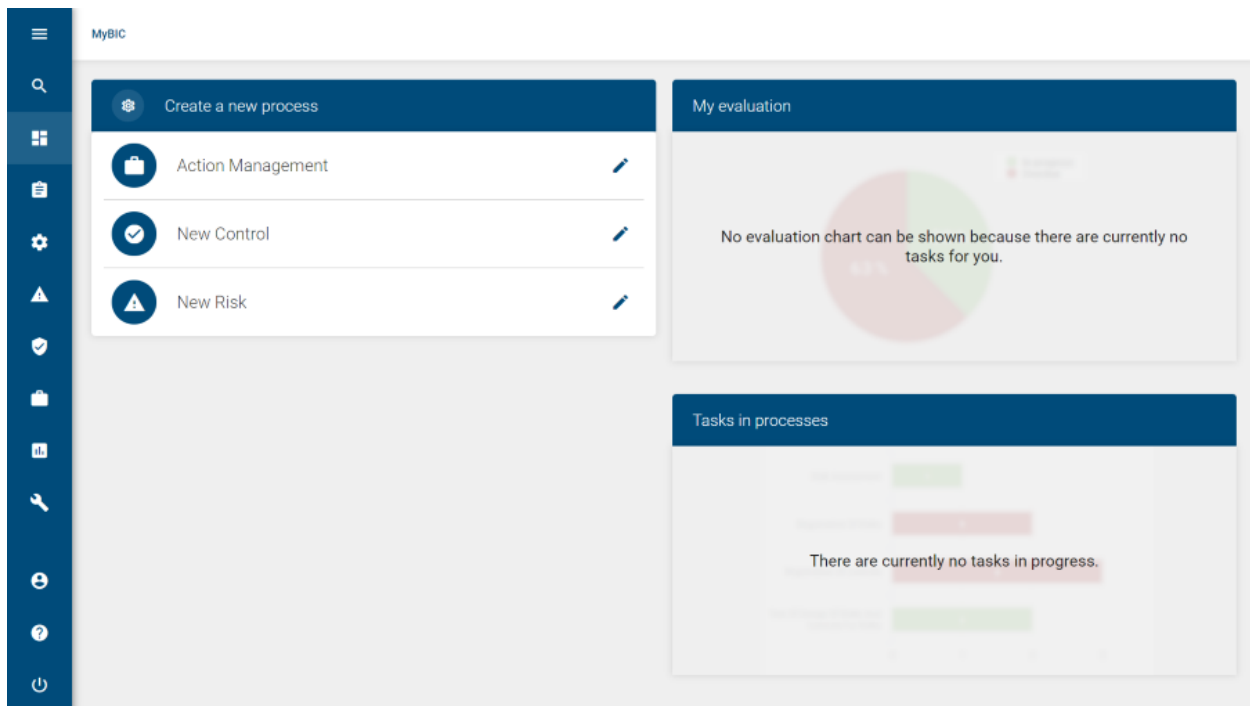 MyBIC
Create a new process
Action Management
New Control
New Risk
My evaluation
No evaluation chart can be shown because there are currently no
tasks for you.
Tasks in processes
There are currently no tasks in progress.